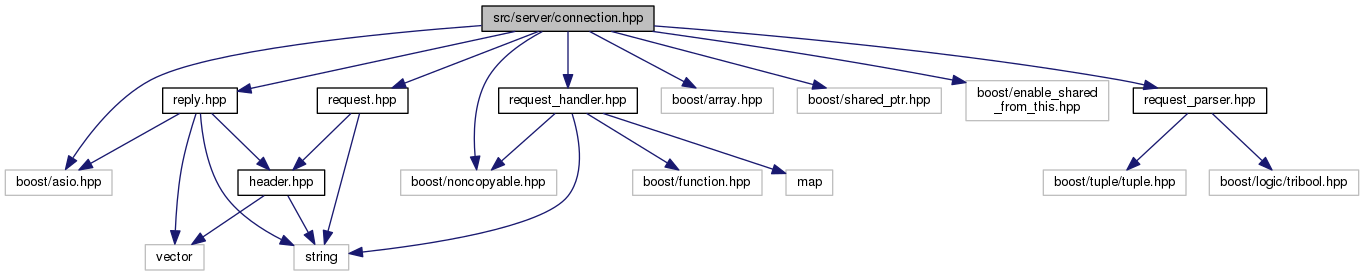 src/server/connection.hpp
reply.hpp
request.hpp
request_handler.hpp
boost/array.hpp
boost/shared_ptr.hpp
boost/enable_shared
_from_this.hpp
request_parser.hpp
boost/asio.hpp
header.hpp
boost/noncopyable.hpp
boost/function.hpp
map
boost/tuple/tuple.hpp
boost/logic/tribool.hpp
vector
string